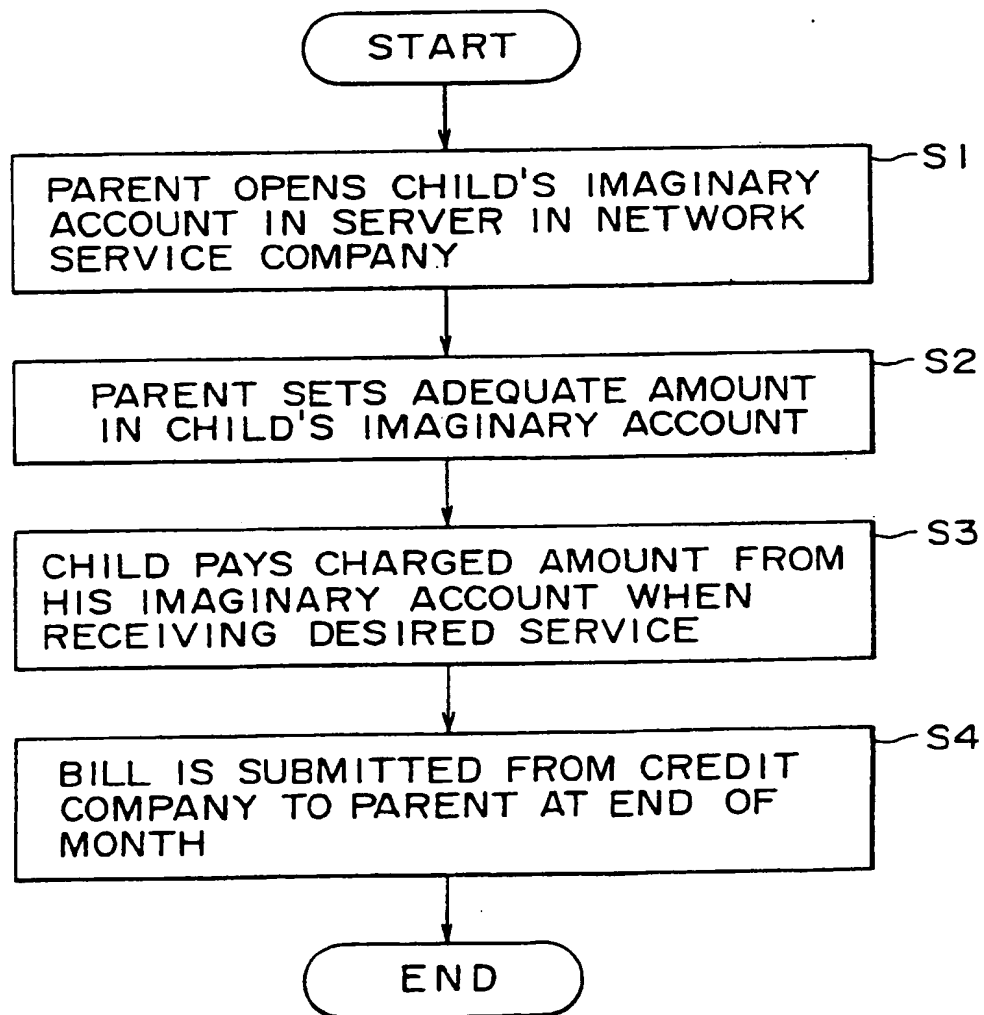 START
S1
PARENT OPENS CHILD'S IMAGINARY
ACCOUNT IN SERVER IN NETWORK
SERVICE COMPANY
S2
PARENT SETS ADEQUATE AMOUNT
IN CHILD'S IMAGINARY ACCOUNT
S3
CHILD PAYS CHARGED AMOUNT FROM
HIS IMAGINARY ACCOUNT WHEN
RECEIVING DESIRED SERVICE
S4
BILL IS SUBMITTED FROM CREDIT
COMPANY TO PARENT AT END OF
MONTH
END